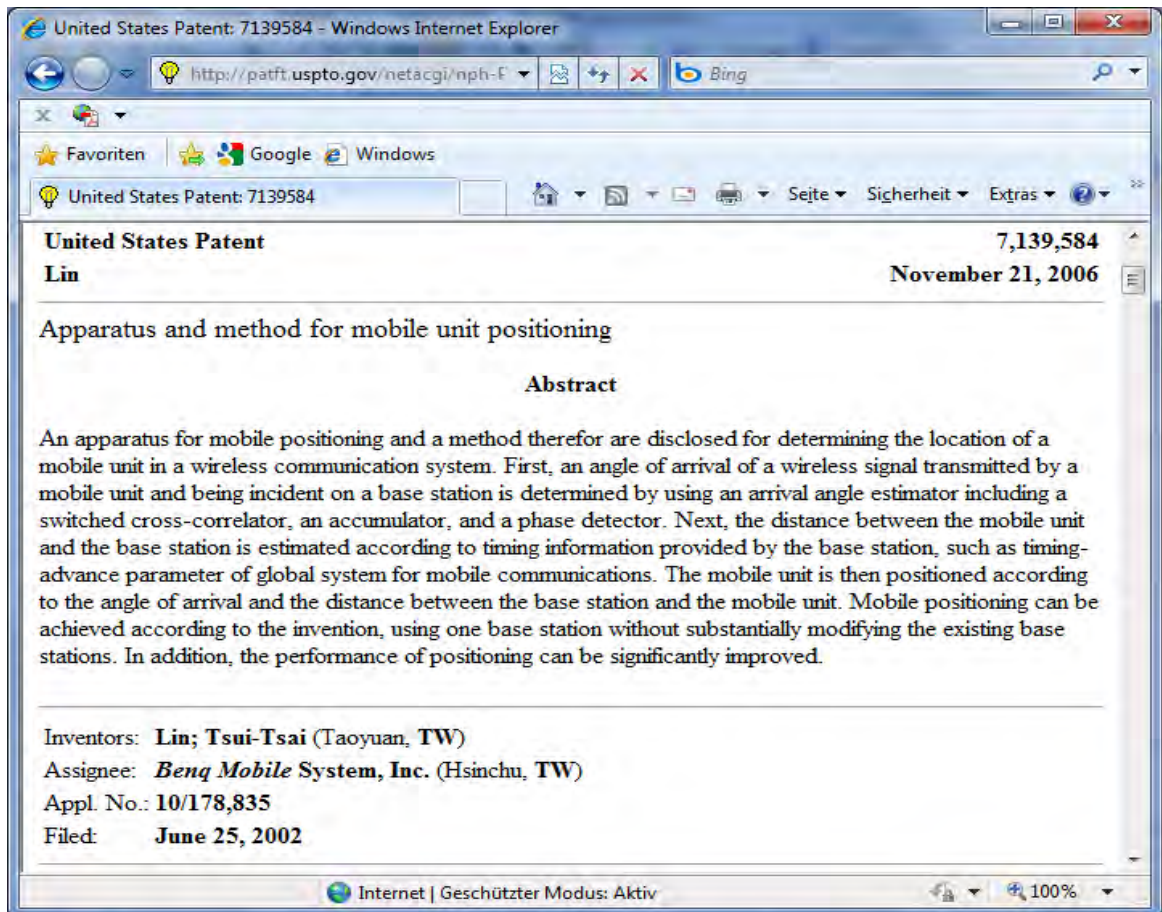 United States Patent: 7139584 - Windows Internet Explorer
http://patft.uspto.gov/netacgi/nph-F
Bing
x
Favoriten Google Windows
United States Patent: 7139584
Seite Sicherheit Extras
United States Patent 7,139,584
Lin November 21, 2006
Apparatus and method for mobile unit positioning
Abstract
An apparatus for mobile positioning and a method therefor are disclosed for determining the location of a
mobile unit in a wireless communication system. First, an angle of arrival of a wireless signal transmitted by a
mobile unit and being incident on a base station is determined by using an arrival angle estimator including a
switched cross-correlator, an accumulator, and a phase detector. Next, the distance between the mobile unit
and the base station is estimated according to timing information provided by the base station, such as timing-
advance parameter of global system for mobile communications. The mobile unit is then positioned according
to the angle of arrival and the distance between the base station and the mobile unit. Mobile positioning can be
achieved according to the invention, using one base station without substantially modifying the existing base
stations. In addition, the performance of positioning can be significantly improved.
Inventors: Lin; Tsui-Tsai (Taoyuan, TW)
Assignee: Benq Mobile System, Inc. (Hsinchu, TW)
Appl. No.: 10/178,835
Filed: June 25, 2002
Internet | Geschützter Modus: Aktiv 100%